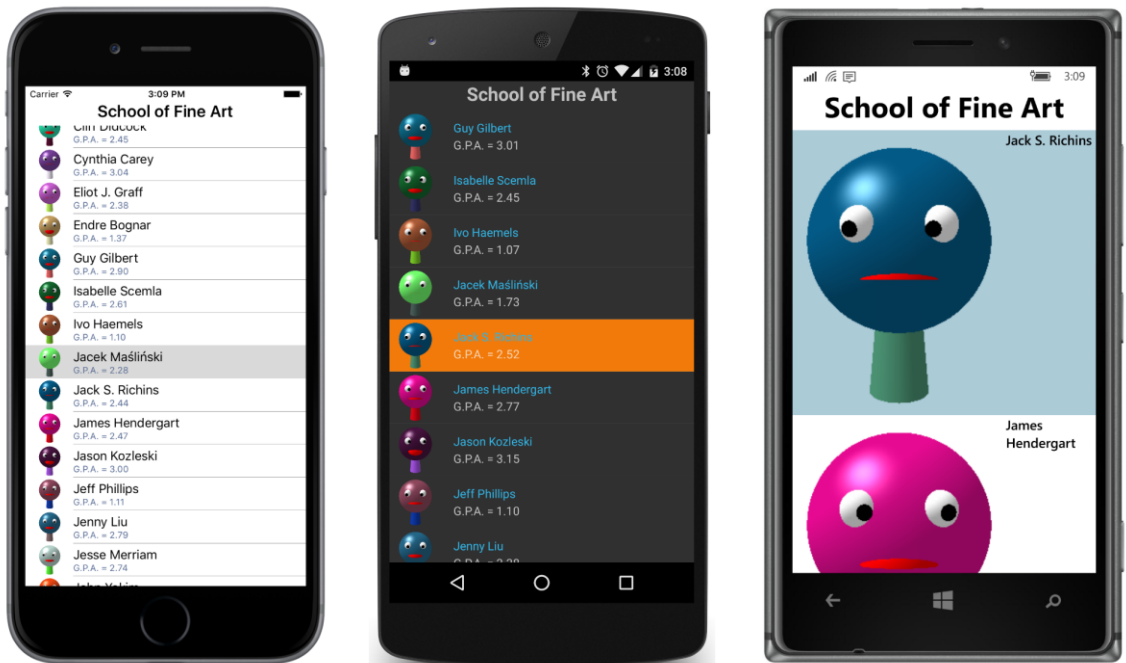 Carrier 3:09 PM
School of Fine Art
Clint Didcock
G.P.A. = 2.45
Cynthia Carey
G.P.A. = 3.04
Eliot J. Graff
G.P.A. = 2.38
Endre Bognar
G.P.A. = 1.37
Guy Gilbert
G.P.A. = 2.90
Isabelle Scemla
G.P.A. = 2.61
Ivo Haemels
G.P.A. = 1.10
Jacek Maśliński
G.P.A. = 2.28
Jack S. Richins
G.P.A. = 2.44
James Hendergart
G.P.A. = 2.47
Jason Kozleski
G.P.A. = 3.00
Jeff Phillips
G.P.A. = 1.11
Jenny Liu
G.P.A. = 2.79
Jesse Merriam
G.P.A. = 2.74
3:08
School of Fine Art
Guy Gilbert
G.P.A. = 3.01
Isabelle Scemla
G.P.A. = 2.45
Ivo Haemels
G.P.A. = 1.07
Jacek Maśliński
G.P.A. = 1.73
Jack S. Richins
G.P.A. = 2.52
James Hendergart
G.P.A. = 2.77
Jason Kozleski
G.P.A. = 3.15
Jeff Phillips
G.P.A. = 1.10
Jenny Liu
3:09
School of Fine Art
Jack S. Richins
James
Hendergart